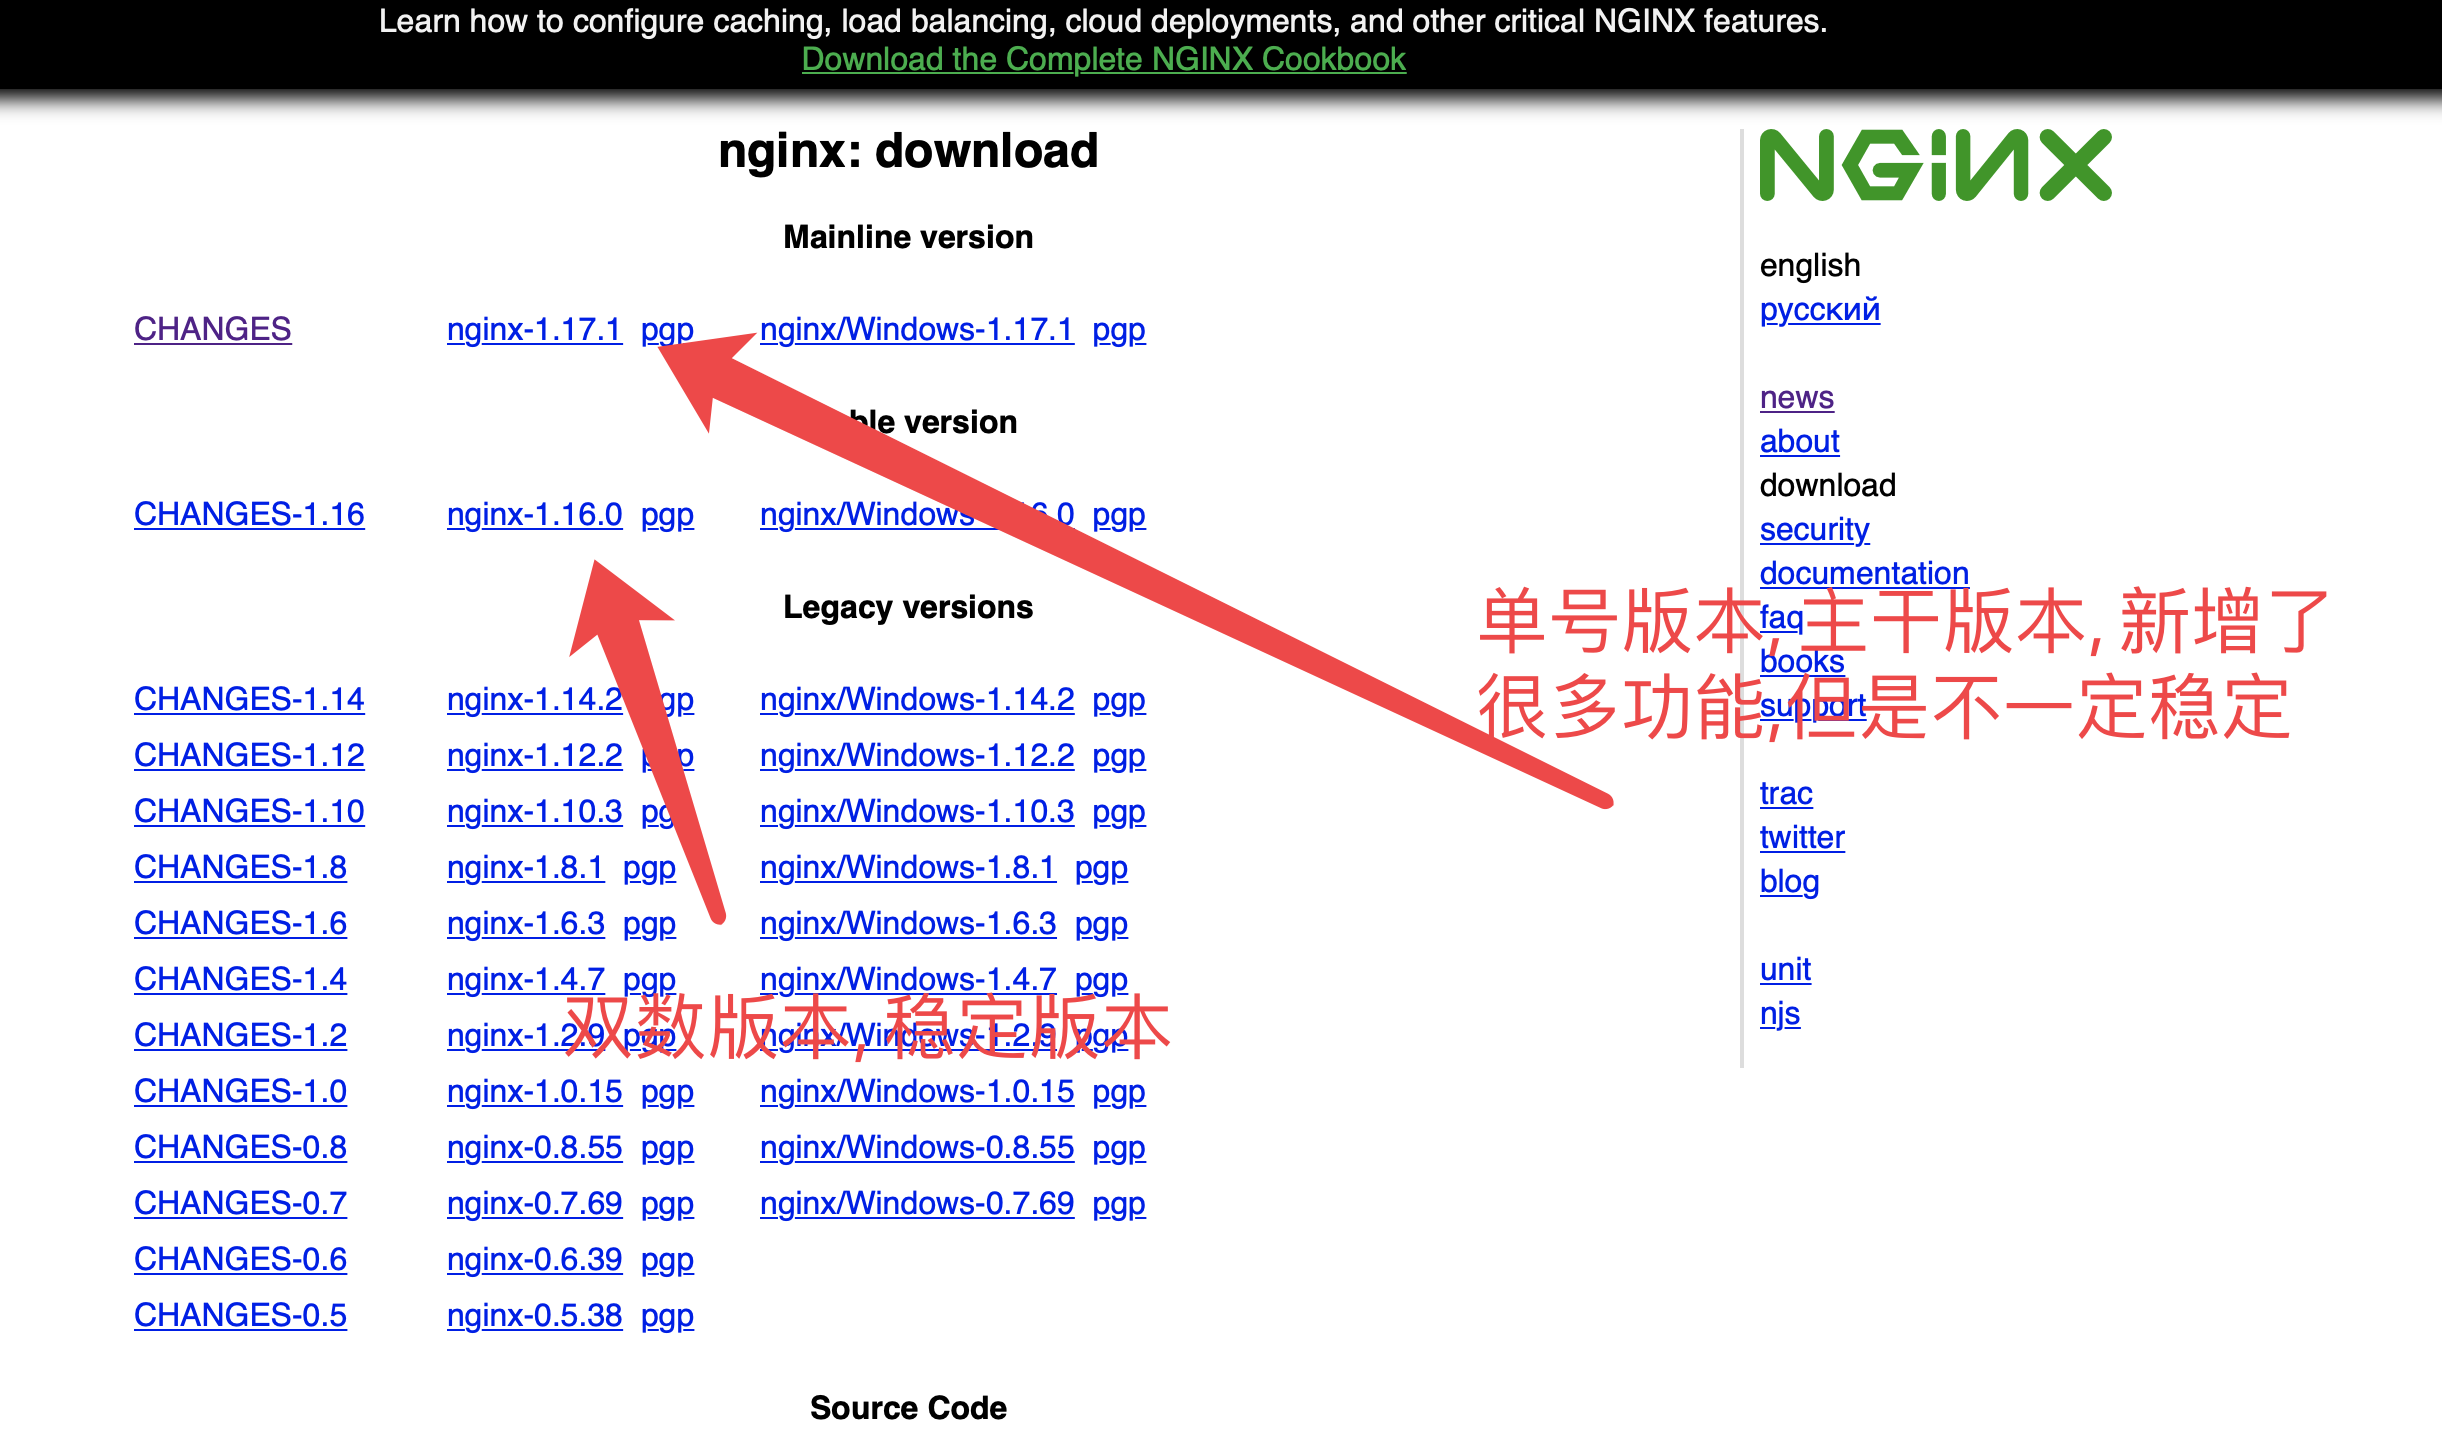 Learn how to configure caching, load balancing, cloud deployments, and other critical NGINX features.
Download the Complete NGINX Cookbook
nginx: download
Mainline version
CHANGES nginx-1.17.1 pgp nginx/Windows-1.17.1 pgp
version
CHANGES-1.16 nginx-1.16.0 pgp pgp
Legacy versions
CHANGES-1.14 nginx-1.14.2 nginx/Windows-1.14.2 pgp
CHANGES-1.12 nginx-1.12.2 nginx/Windows-1.12.2 pgp
CHANGES-1.10 nginx-1.10.3 nginx/Windows-1.10.3 pgp
CHANGES-1.8 nginx-1.8.1 pgp nginx/Windows-1.8.1 pgp
CHANGES-1.6 nginx-1.6.3 pgp nginx/Windows-1.6.3 pgp
CHANGES-1.4 nginx-1.4.7 pgp nginx/Windows-1.4.7 pgp
CHANGES-1.2 nginx-1.2.9 pgp nginx/Windows-1.2.9 pgp
双数版本, 稳定版本
CHANGES-1.0 nginx-1.0.15 pgp nginx/Windows-1.0.15 pgp
CHANGES-0.8 nginx-0.8.55 pgp nginx/Windows-0.8.55 pgp
CHANGES-0.7 nginx-0.7.69 pgp nginx/Windows-0.7.69 pgp
CHANGES-0.6 nginx-0.6.39 pgp
CHANGES-0.5 nginx-0.5.38 pgp
Source Code
NGINX
english
русский
news
about
download
security
documentation
faq
books
support
trac
twitter
blog
unit
njs
单号版本, 主干版本, 新增了
很多功能,但是不一定稳定